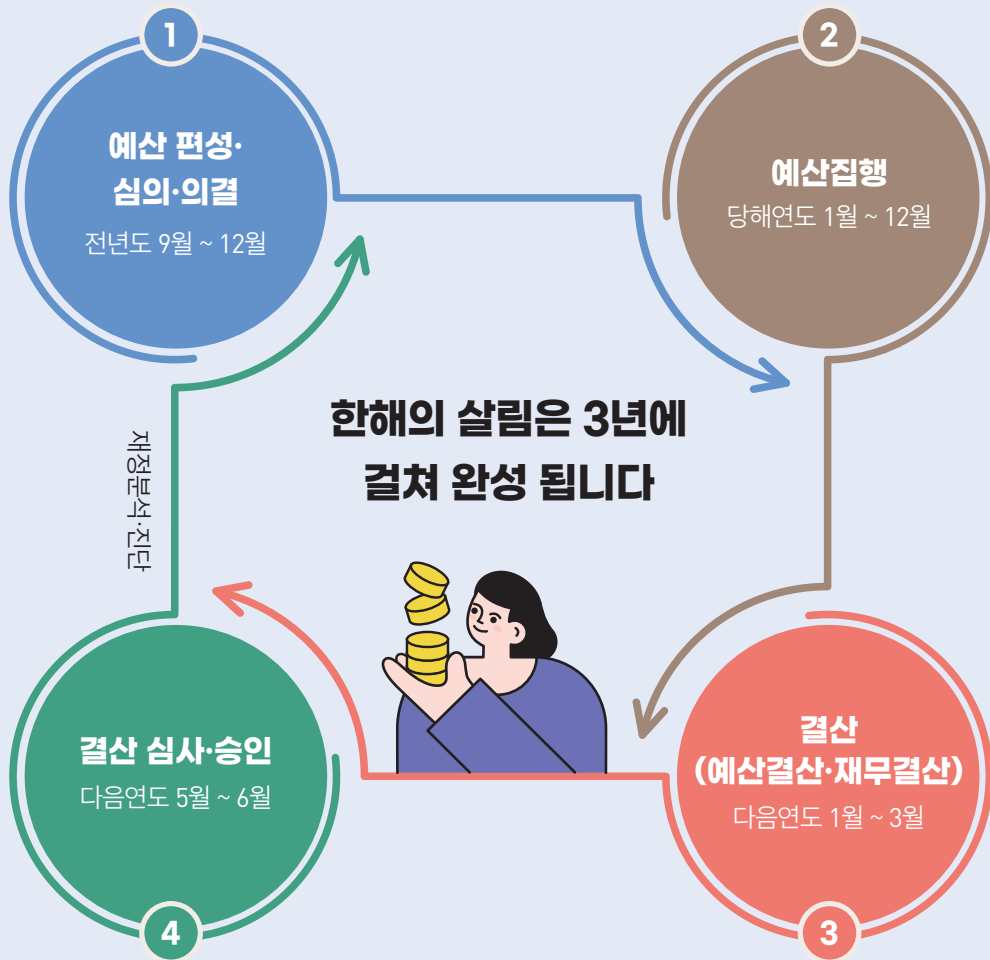 1
예산 편성·
심의·의결
전년도 9월 ~ 12월
2
예산집행
당해연도 1월 ~ 12월
한해의 살림은 3년에
걸쳐 완성 됩니다
재정분석·진단
결산
(예산결산·재무결산)
다음연도 1월 ~ 3월
3
결산 심사·승인
다음연도 5월 ~ 6월
4